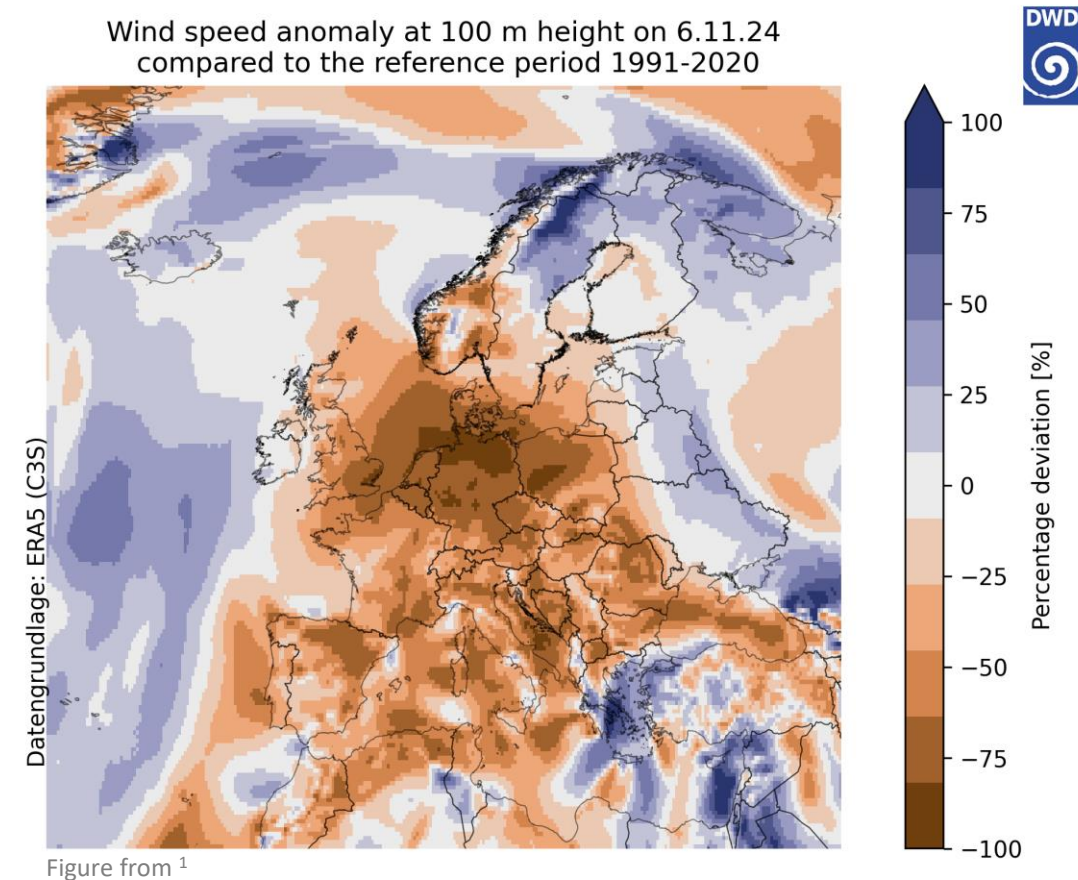 Wind speed anomaly at 100 m height on 6.11.24
compared to the reference period 1991-2020
DWD
Datengrundlage: ERA5 (C3S)
100
75
50
25
0
−25
−50
−75
−100
Percentage deviation [%]
Figure from 1